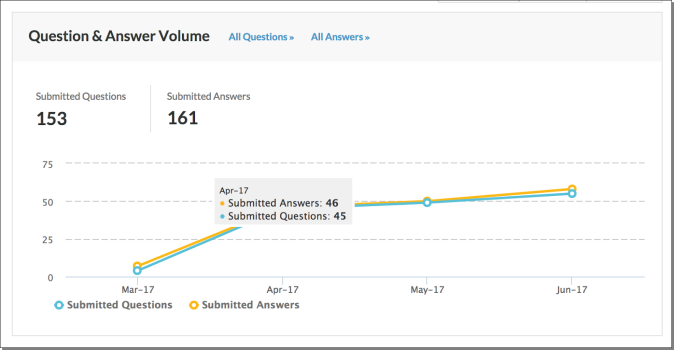 Question & Answer Volume All Questions » All Answers »
Submitted Questions Submitted Answers
153 161
75
50
25
0
Apr-17
Submitted Answers: 46
Submitted Questions: 45
Mar-17 Apr-17 May-17 Jun-17
Submitted Questions Submitted Answers